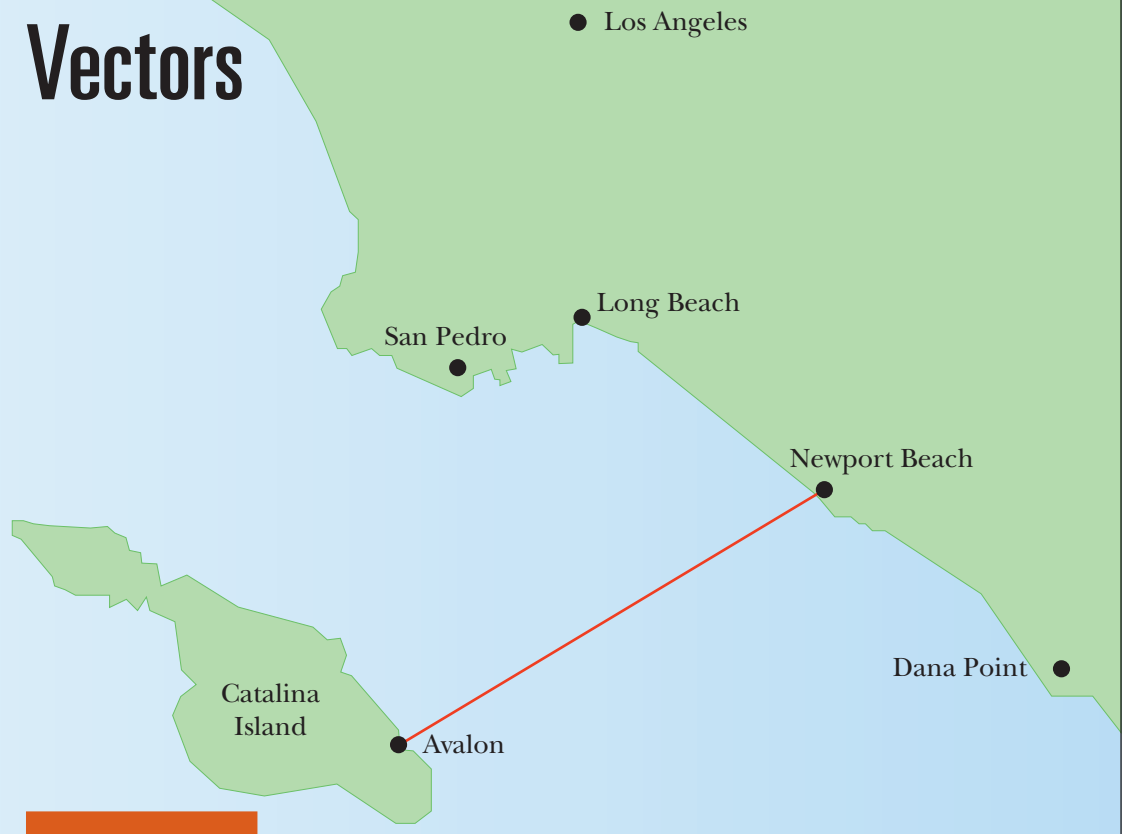 Vectors
Los Angeles
Long Beach
San Pedro
Newport Beach
Dana Point
Catalina
Island
Avalon